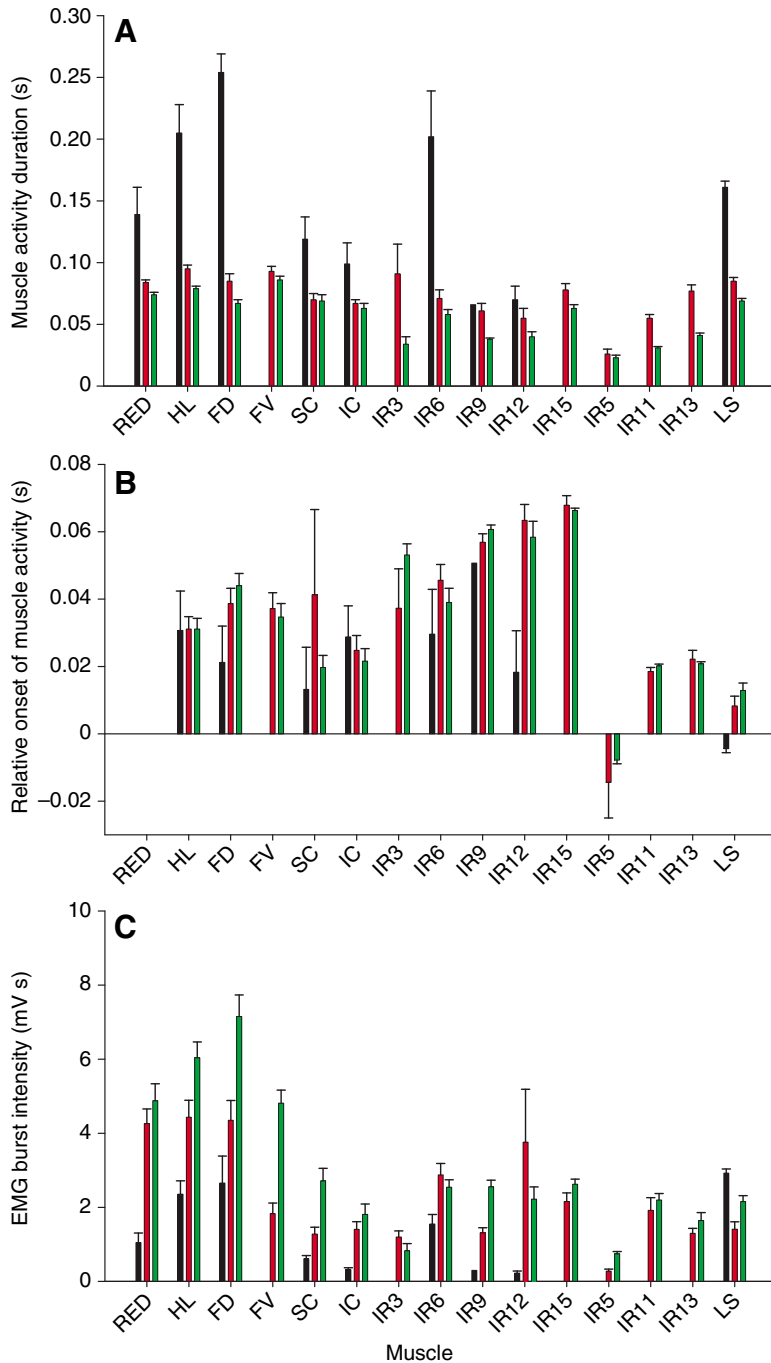 A
Muscle activity duration (s)
0.30
0.25
0.20
0.15
0.10
0.05
0
RED HL FD FV SC IC IR3 IR6 IR9 IR12 IR15 IR5 IR11 IR13 LS
B
Relative onset of muscle activity (s)
0.08
0.06
0.04
0.02
0
−0.02
RED HL FD FV SC IC IR3 IR6 IR9 IR12 IR15 IR5 IR11 IR13 LS
C
EMG burst intensity (mV s)
10
8
6
4
2
0
RED HL FD FV SC IC IR3 IR6 IR9 IR12 IR15 IR5 IR11 IR13 LS
Muscle